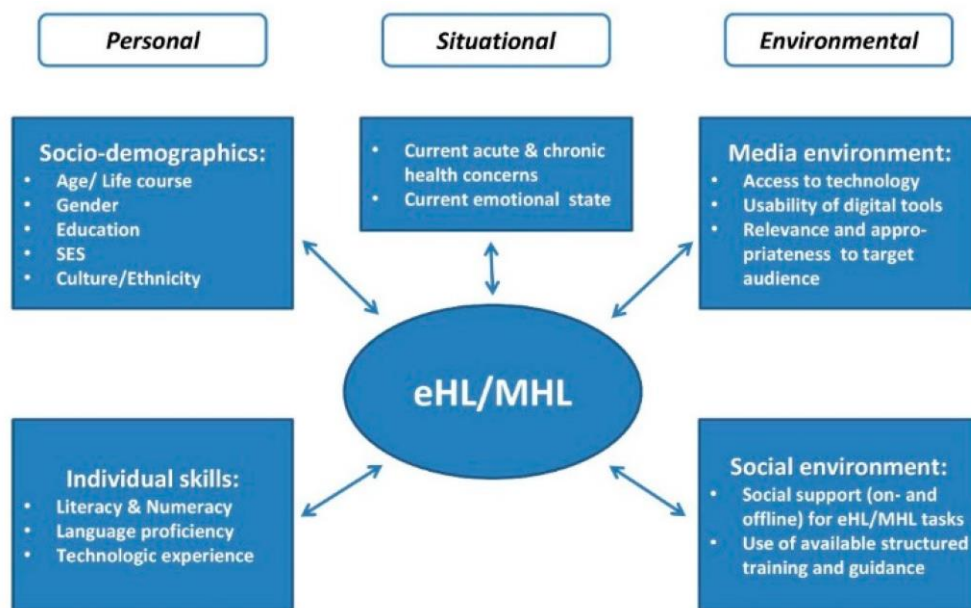 Personal
Situational
Environmental
Socio-demographics:
• Age/ Life course
• Gender
• Education
• SES
• Culture/Ethnicity
• Current acute & chronic
health concerns
• Current emotional state
Media environment:
• Access to technology
• Usability of digital tools
• Relevance and appro-
priateness to target
audience
eHL/MHL
Individual skills:
• Literacy & Numeracy
• Language proficiency
• Technologic experience
Social environment:
• Social support (on- and
offline) for eHL/MHL tasks
• Use of available structured
training and guidance